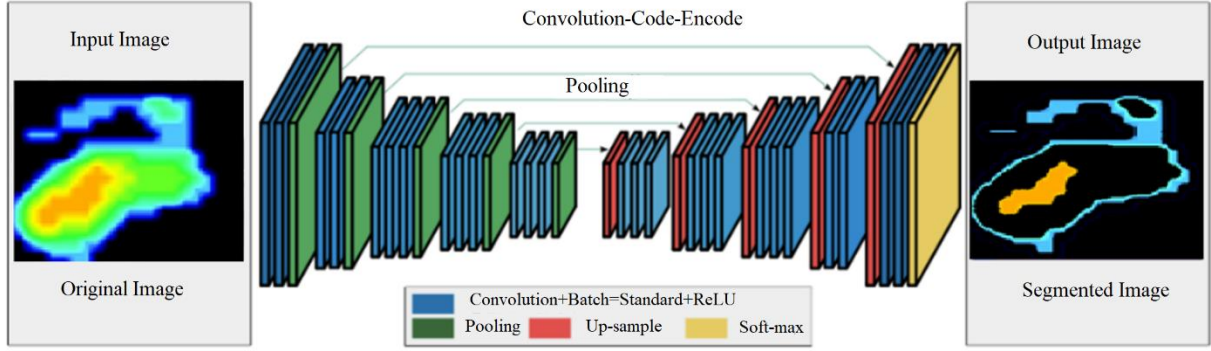 Input Image
Original Image
Convolution-Code-Encode
Pooling
Convolution+Batch=Standard+ReLU
Pooling Up-sample Soft-max
Output Image
Segmented Image